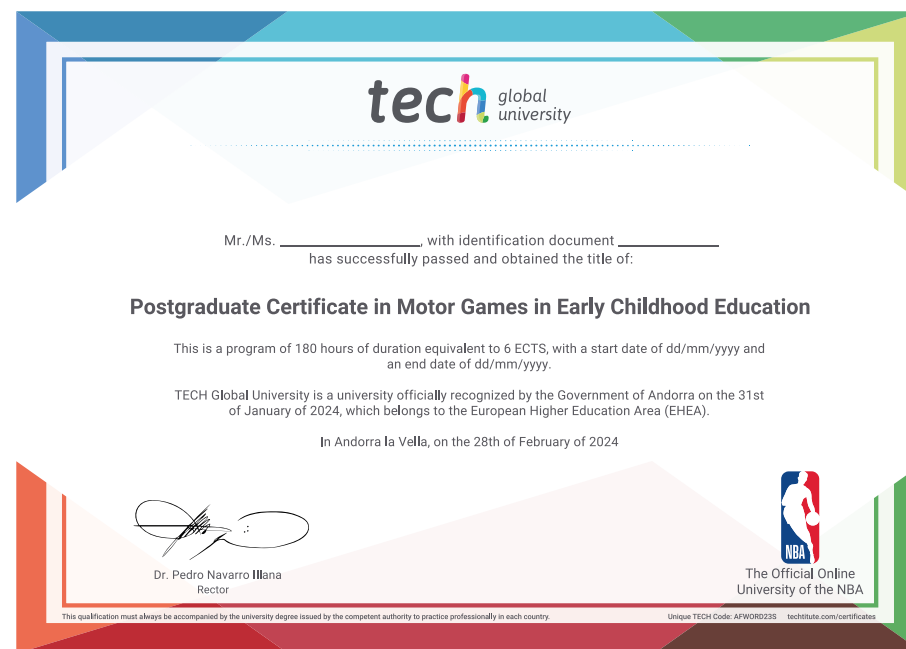 tech global university
Mr./Ms. ____________________, with identification document ______________
has successfully passed and obtained the title of:
Postgraduate Certificate in Motor Games in Early Childhood Education
This is a program of 180 hours of duration equivalent to 6 ECTS, with a start date of dd/mm/yyyy and
an end date of dd/mm/yyyy.
TECH Global University is a university officially recognized by the Government of Andorra on the 31st
of January of 2024, which belongs to the European Higher Education Area (EHEA).
In Andorra la Vella, on the 28th of February of 2024
Dr. Pedro Navarro Illana
Rector
NBA
The Official Online
University of the NBA
This qualification must always be accompanied by the university degree issued by the competent authority to practice professionally in each country.
Unique TECH Code: AFWORD23S techtitute.com/certificates